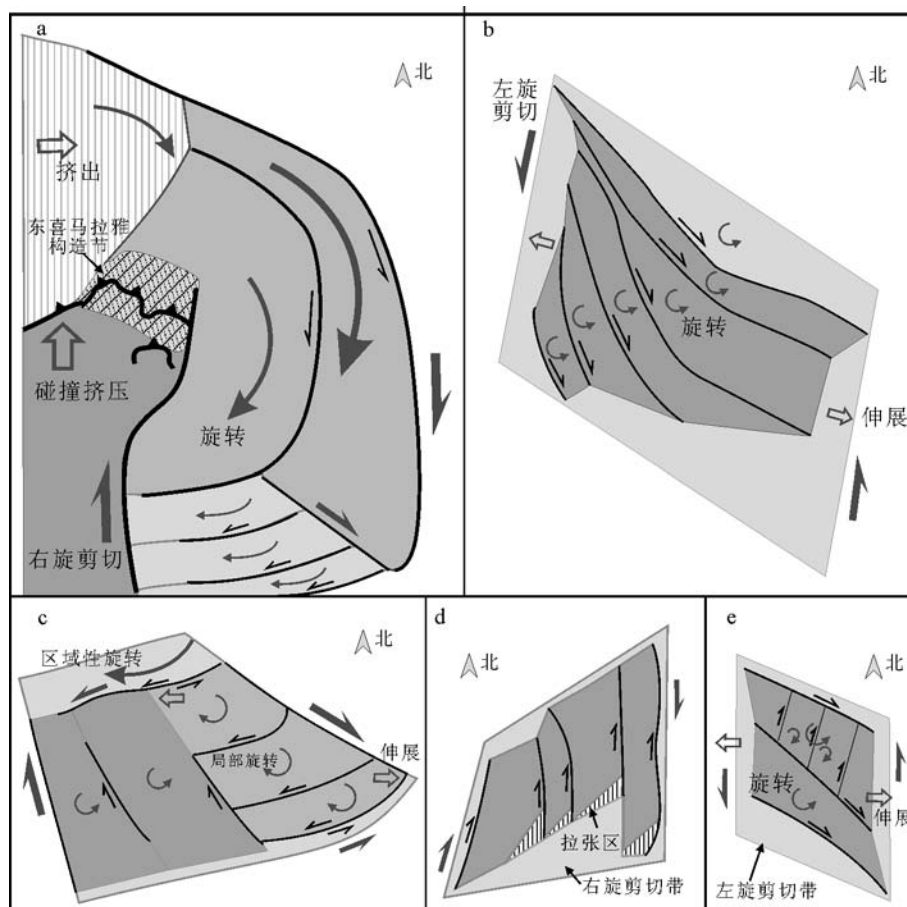 a
北
挤出
东喜马拉雅
构造节
碰撞挤压
旋转
右旋剪切
b
北
左旋
剪切
旋转
伸展
c
北
区域性旋转
伸展
局部旋转
d
北
拉张区
右旋剪切带
e
北
旋转
伸展
左旋剪切带